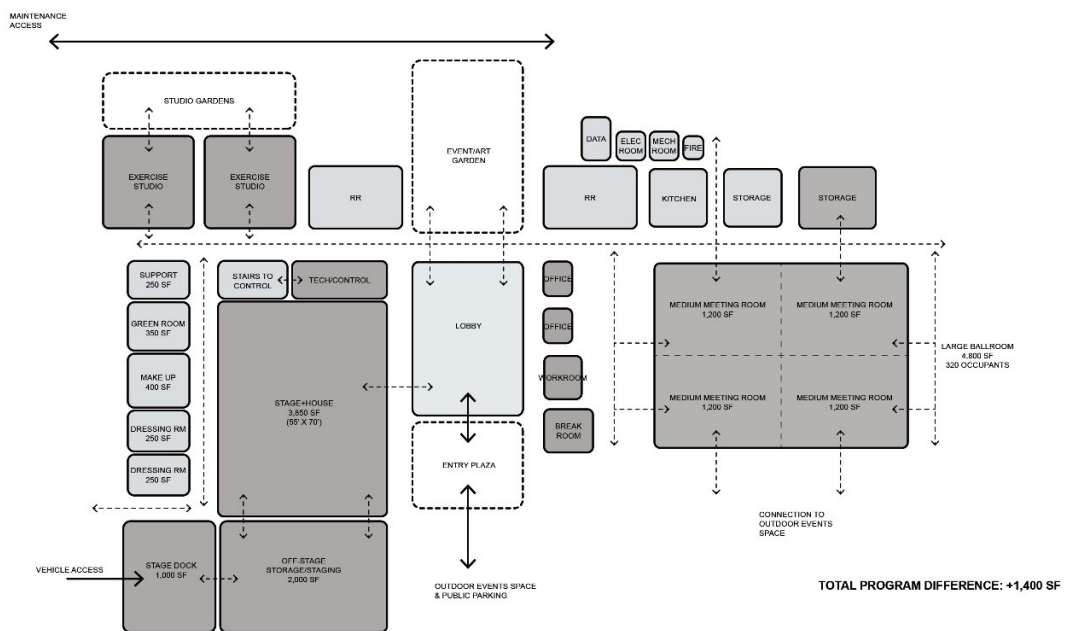 MAINTENANCE
ACCESS
STUDIO GARDENS
EVENT/ART
GARDEN
DATA
ELEC
ROOM
MECH
ROOM
FIRE
EXERCISE
STUDIO
EXERCISE
STUDIO
RR
RR
KITCHEN
STORAGE
STORAGE
SUPPORT
250 SF
STAIRS TO
CONTROL
TECH/CONTROL
LOBBY
OFFICE
OFFICE
WORKROOM
BREAK
ROOM
GREEN ROOM
350 SF
MAKE UP
400 SF
DRESSING RM
250 SF
DRESSING RM
250 SF
STAGE+HOUSE
3,850 SF
(55' X 70')
ENTRY PLAZA
MEDIUM MEETING ROOM
1,200 SF
MEDIUM MEETING ROOM
1,200 SF
MEDIUM MEETING ROOM
1,200 SF
MEDIUM MEETING ROOM
1,200 SF
LARGE BALLROOM
4,800 SF
320 OCCUPANTS
CONNECTION TO
OUTDOOR EVENTS
SPACE
VEHICLE ACCESS
STAGE DOCK
1,000 SF
OFF-STAGE
STORAGE/STAGING
2,000 SF
OUTDOOR EVENTS SPACE
& PUBLIC PARKING
TOTAL PROGRAM DIFFERENCE: +1,400 SF